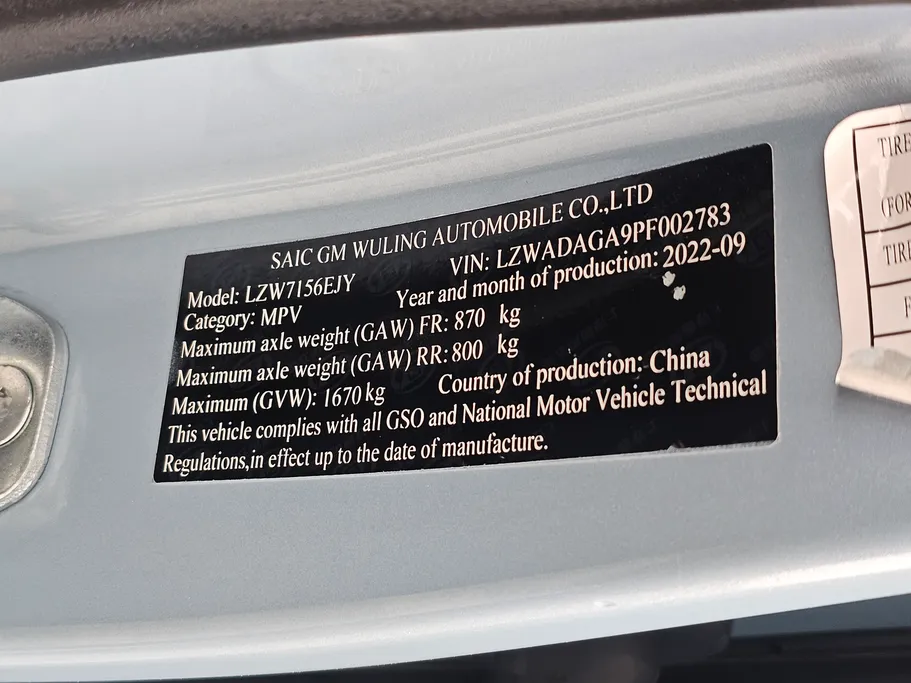 SAIC GM WULING AUTOMOBILE CO.,LTD
Model: LZW7156EJY VIN: LZWADAGA9PF002783
Category: MPV Year and month of production: 2022-09
Maximum axle weight (GAW) FR: 870 kg
Maximum axle weight (GAW) RR: 800 kg
Maximum (GVW): 1670 kg Country of production: China
This vehicle complies with all GSO and National Motor Vehicle Technical
Regulations,in effect up to the date of manufacture.
TIRE
(FOR
TIRE